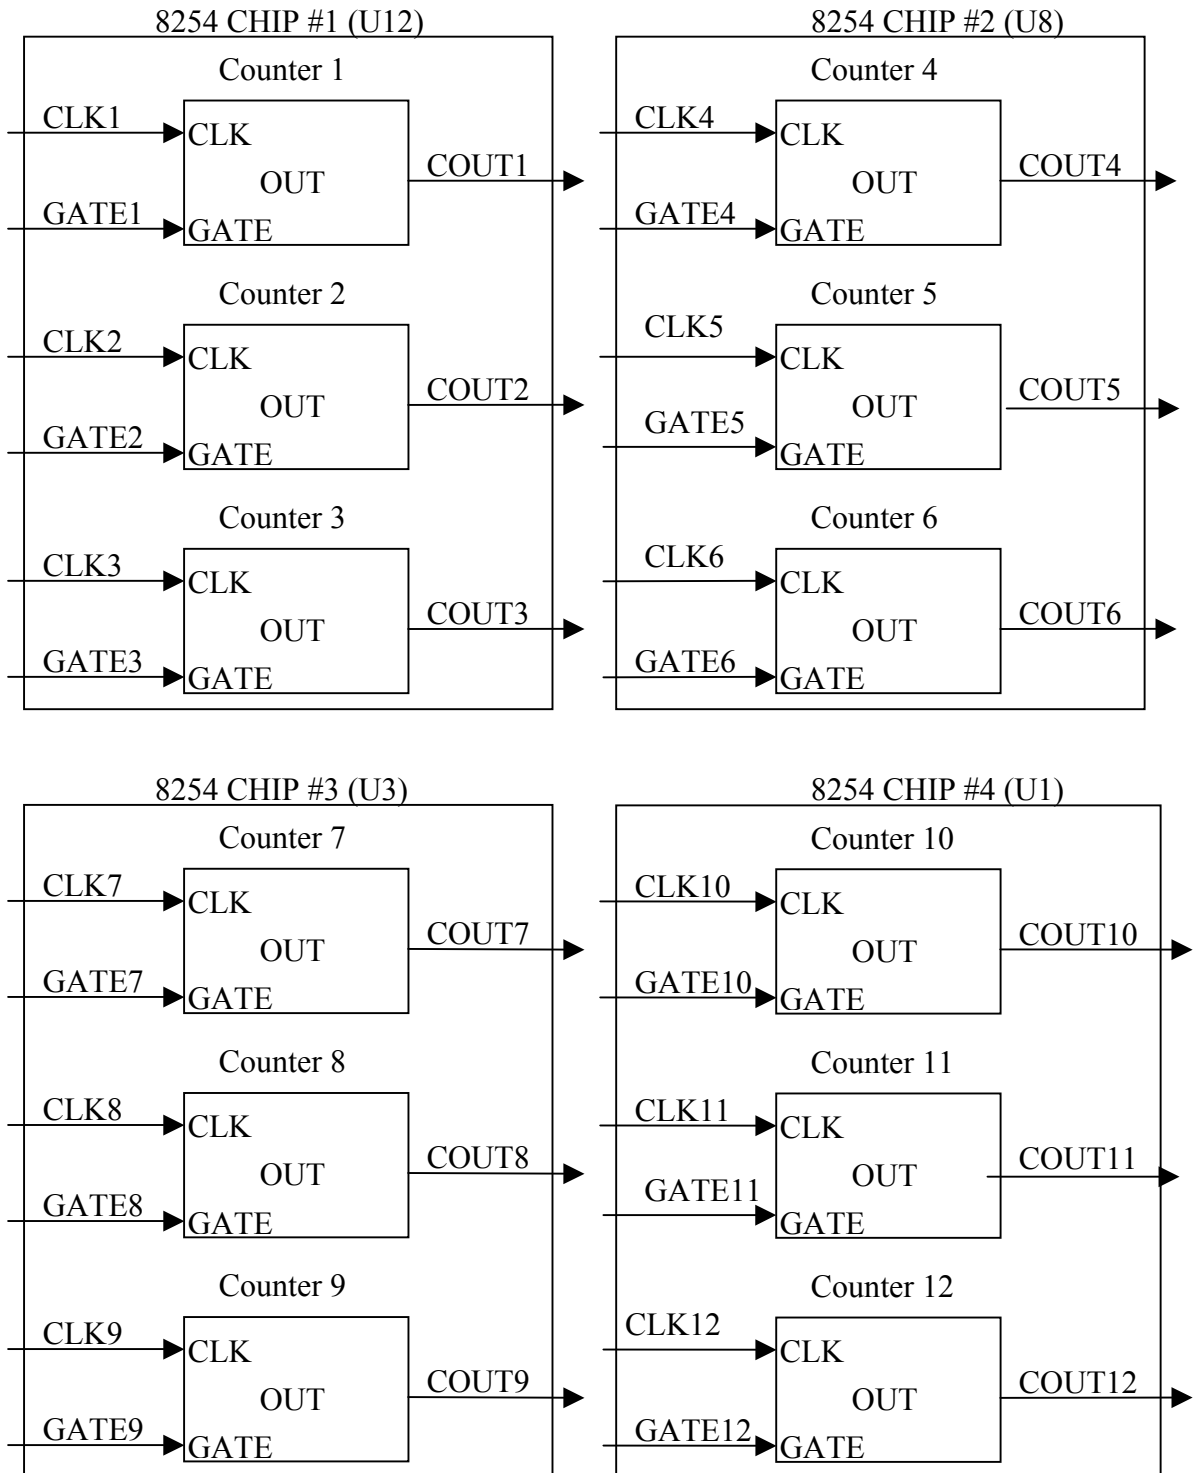 8254 CHIP #1 (U12)
Counter 1
CLK1
CLK
OUT
COUT1
GATE1
GATE
Counter 2
CLK2
CLK
OUT
COUT2
GATE2
GATE
Counter 3
CLK3
CLK
OUT
COUT3
GATE3
GATE
8254 CHIP #2 (U8)
Counter 4
CLK4
CLK
OUT
COUT4
GATE4
GATE
Counter 5
CLK5
CLK
OUT
COUT5
GATE5
GATE
Counter 6
CLK6
CLK
OUT
COUT6
GATE6
GATE
8254 CHIP #3 (U3)
Counter 7
CLK7
CLK
OUT
COUT7
GATE7
GATE
Counter 8
CLK8
CLK
OUT
COUT8
GATE8
GATE
Counter 9
CLK9
CLK
OUT
COUT9
GATE9
GATE
8254 CHIP #4 (U1)
Counter 10
CLK10
CLK
OUT
COUT10
GATE10
GATE
Counter 11
CLK11
CLK
OUT
COUT11
GATE11
GATE
Counter 12
CLK12
CLK
OUT
COUT12
GATE12
GATE